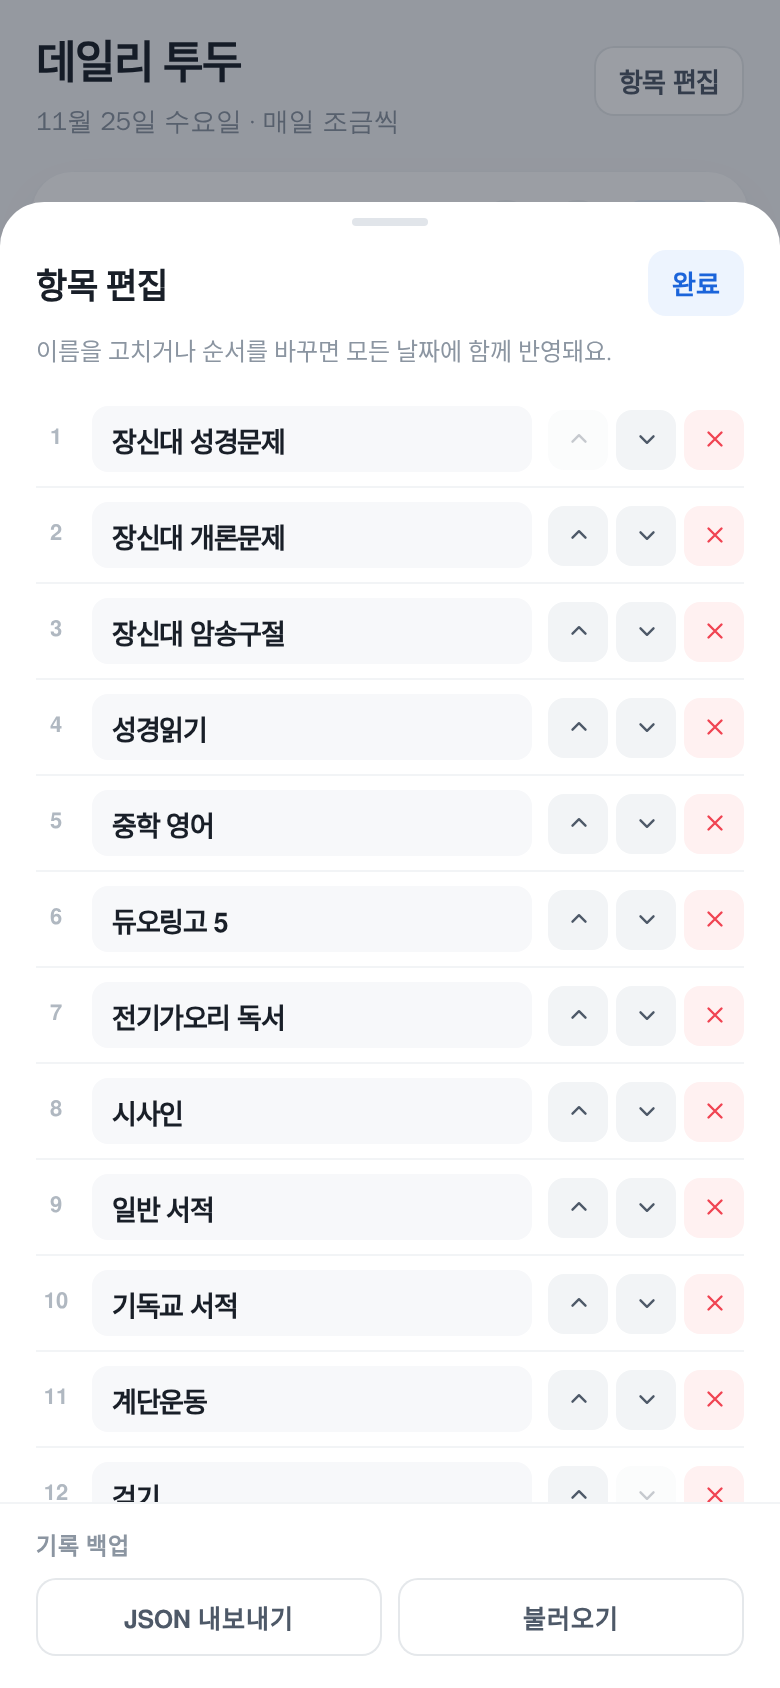 데일리 투두
항목 편집
11월 25일 수요일 · 매일 조금씩
항목 편집
완료
이름을 고치거나 순서를 바꾸면 모든 날짜에 함께 반영돼요.
1 장신대 성경문제
2 장신대 개론문제
3 장신대 암송구절
4 성경읽기
5 중학 영어
6 듀오링고 5
7 전기가오리 독서
8 시사인
9 일반 서적
10 기독교 서적
11 계단운동
12 걷기
기록 백업
JSON 내보내기
불러오기